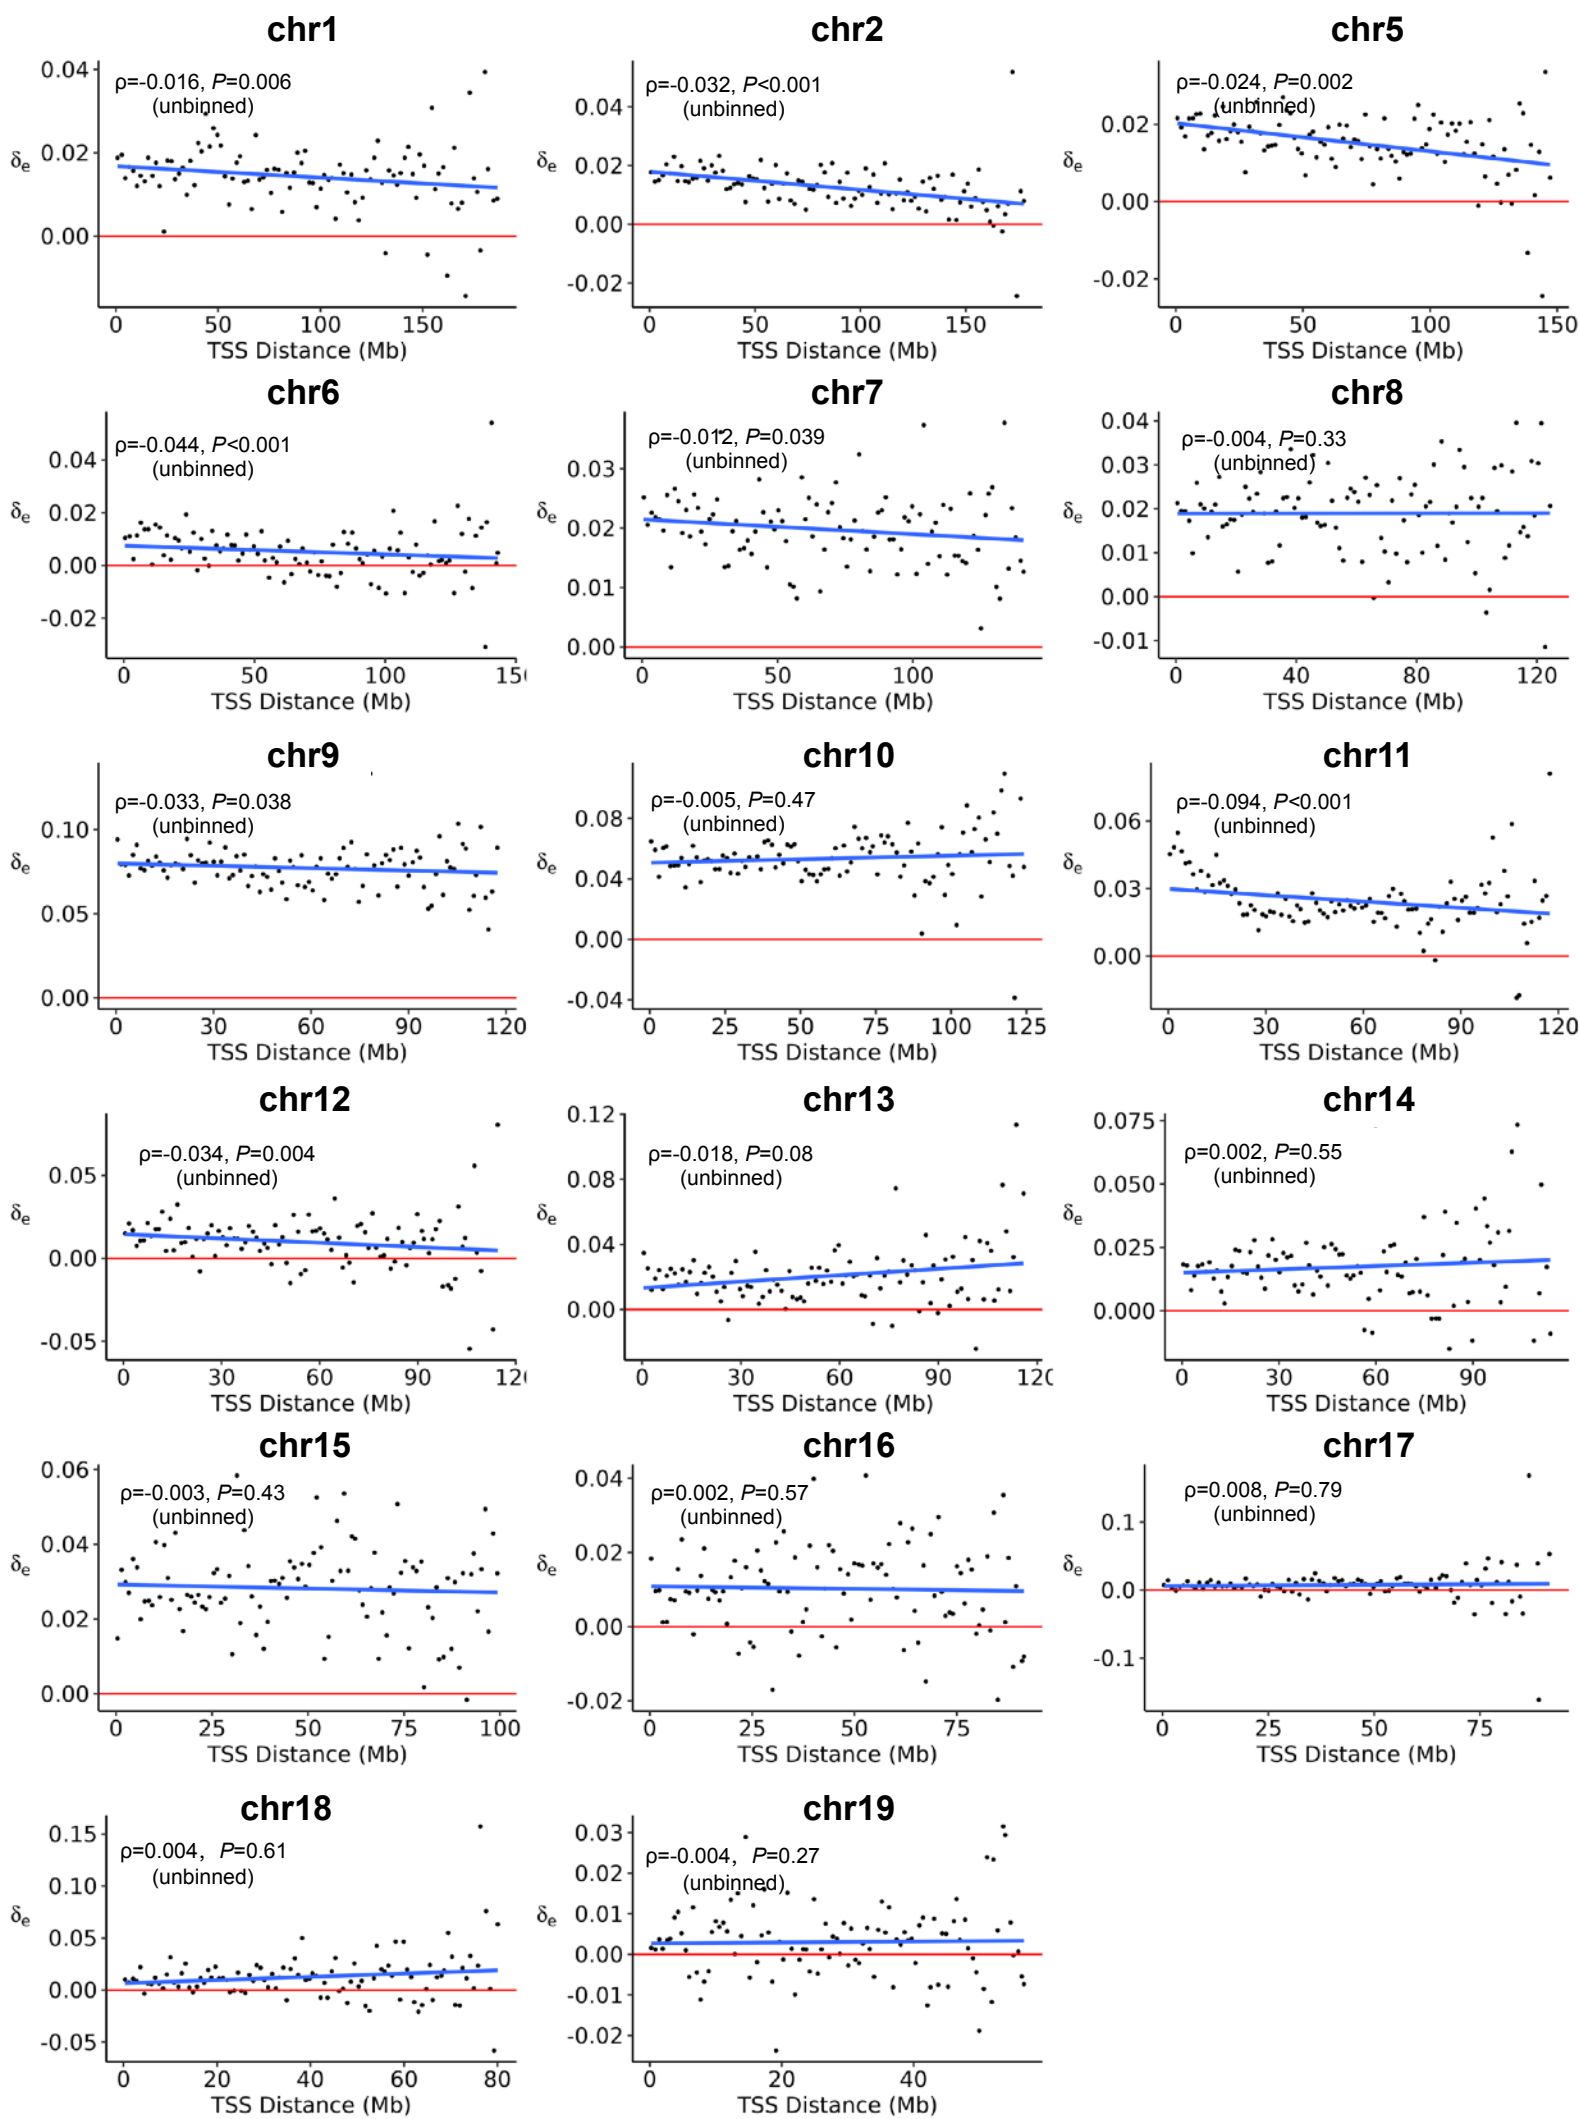 chr1
0.04
0.02
0.00
δe
ρ=-0.016, P=0.006
(unbinned)
0 50 100 150
TSS Distance (Mb)
chr2
0.04
0.02
0.00
-0.02
δe
ρ=-0.032, P<0.001
(unbinned)
0 50 100 150
TSS Distance (Mb)
chr5
0.02
0.00
-0.02
δe
ρ=-0.024, P=0.002
(unbinned)
0 50 100 150
TSS Distance (Mb)
chr6
0.04
0.02
0.00
-0.02
δe
ρ=-0.044, P<0.001
(unbinned)
0 50 100 15
TSS Distance (Mb)
chr7
0.03
0.02
0.01
0.00
δe
ρ=-0.012, P=0.039
(unbinned)
0 50 100
TSS Distance (Mb)
chr8
0.04
0.03
0.02
0.01
0.00
-0.01
δe
ρ=-0.004, P=0.33
(unbinned)
0 40 80 120
TSS Distance (Mb)
chr9
0.10
0.05
0.00
δe
ρ=-0.033, P=0.038
(unbinned)
0 30 60 90 120
TSS Distance (Mb)
chr10
0.08
0.04
0.00
-0.04
δe
ρ=-0.005, P=0.47
(unbinned)
0 25 50 75 100 125
TSS Distance (Mb)
chr11
0.06
0.03
0.00
δe
ρ=-0.094, P<0.001
(unbinned)
0 30 60 90 120
TSS Distance (Mb)
chr12
0.05
0.00
-0.05
δe
ρ=-0.034, P=0.004
(unbinned)
0 30 60 90 12
TSS Distance (Mb)
chr13
0.12
0.08
0.04
0.00
δe
ρ=-0.018, P=0.08
(unbinned)
0 30 60 90 120
TSS Distance (Mb)
chr14
0.075
0.050
0.025
0.000
δe
ρ=0.002, P=0.55
(unbinned)
0 30 60 90
TSS Distance (Mb)
chr15
0.06
0.04
0.02
0.00
δe
ρ=-0.003, P=0.43
(unbinned)
0 25 50 75 100
TSS Distance (Mb)
chr16
0.04
0.02
0.00
-0.02
δe
ρ=0.002, P=0.57
(unbinned)
0 25 50 75
TSS Distance (Mb)
chr17
0.1
0.0
-0.1
δe
ρ=0.008, P=0.79
(unbinned)
0 25 50 75
TSS Distance (Mb)
chr18
0.15
0.10
0.05
0.00
-0.05
δe
ρ=0.004, P=0.61
(unbinned)
0 20 40 60 80
TSS Distance (Mb)
chr19
0.03
0.02
0.01
0.00
-0.01
-0.02
δe
ρ=-0.004, P=0.27
(unbinned)
0 20 40
TSS Distance (Mb)